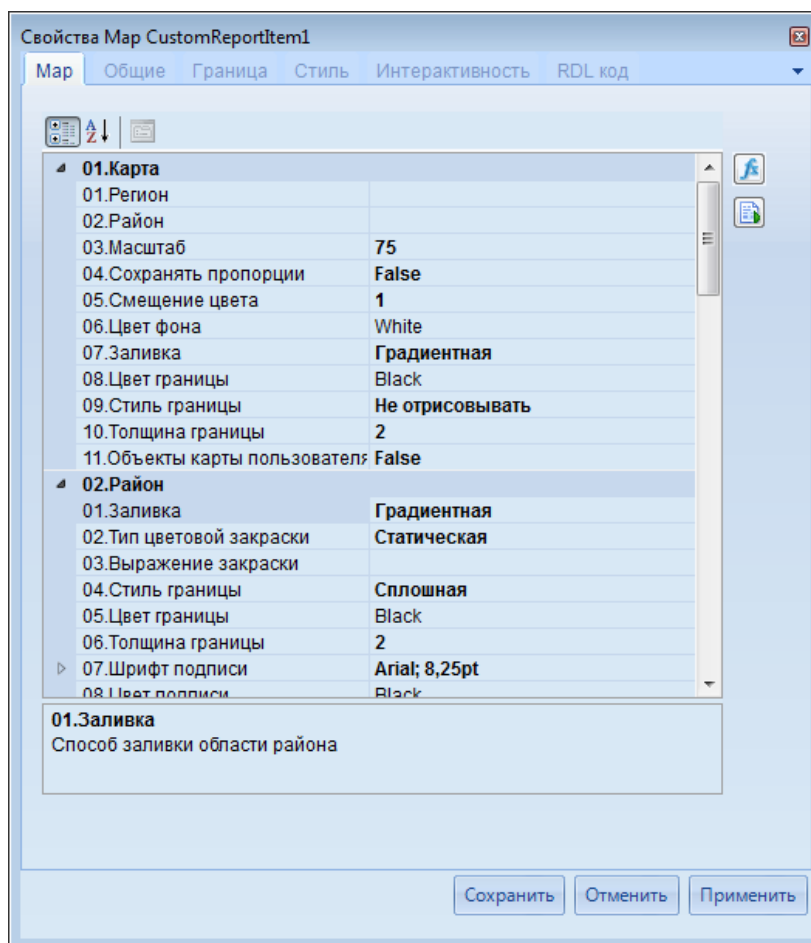 Свойства Map CustomReportItem1
Map Общие Граница Стиль Интерактивность RDL код
01.Карта
01.Регион
02.Район
03.Масштаб 75
04.Сохранять пропорции False
05.Смещение цвета 1
06.Цвет фона White
07.Заливка Градиентная
08.Цвет границы Black
09.Стиль границы Не отрисовывать
10.Толщина границы 2
11.Объекты карты пользователя False
02.Район
01.Заливка Градиентная
02.Тип цветовой закраски Статическая
03.Выражение закраски
04.Стиль границы Сплошная
05.Цвет границы Black
06.Толщина границы 2
07.Шрифт подписи Arial; 8,25pt
08.Цвет подписи Black
01.Заливка
Способ заливки области района
Сохранить Отменить Применить